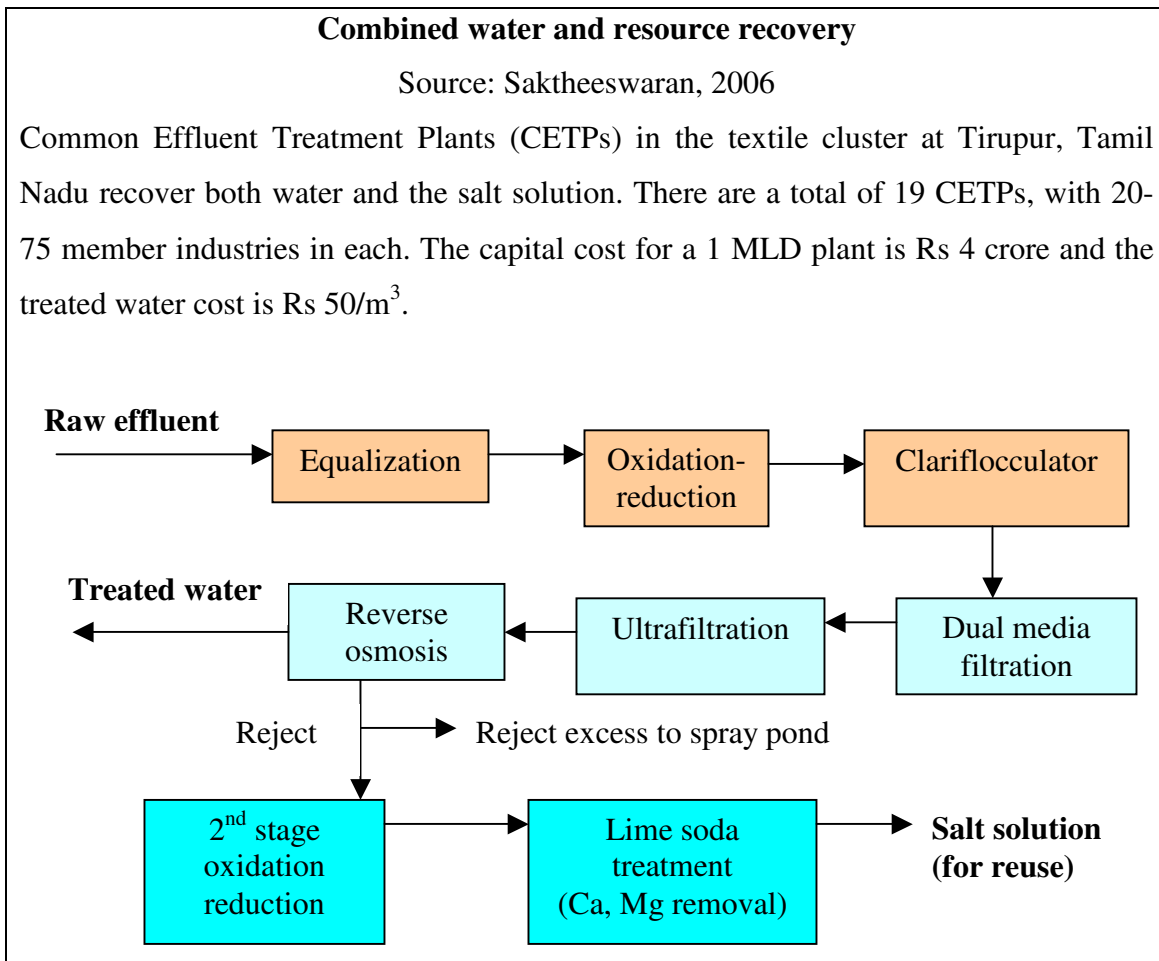 Combined water and resource recovery
Source: Saktheeswaran, 2006
Common Effluent Treatment Plants (CETPs) in the textile cluster at Tirupur, Tamil
Nadu recover both water and the salt solution. There are a total of 19 CETPs, with 20-
75 member industries in each. The capital cost for a 1 MLD plant is Rs 4 crore and the
treated water cost is Rs 50/m³.
Raw effluent
Equalization
Oxidation-
reduction
Clariflocculator
Treated water
Reverse
osmosis
Ultrafiltration
Dual media
filtration
Reject
Reject excess to spray pond
2nd stage
oxidation
reduction
Lime soda
treatment
(Ca, Mg removal)
Salt solution
(for reuse)